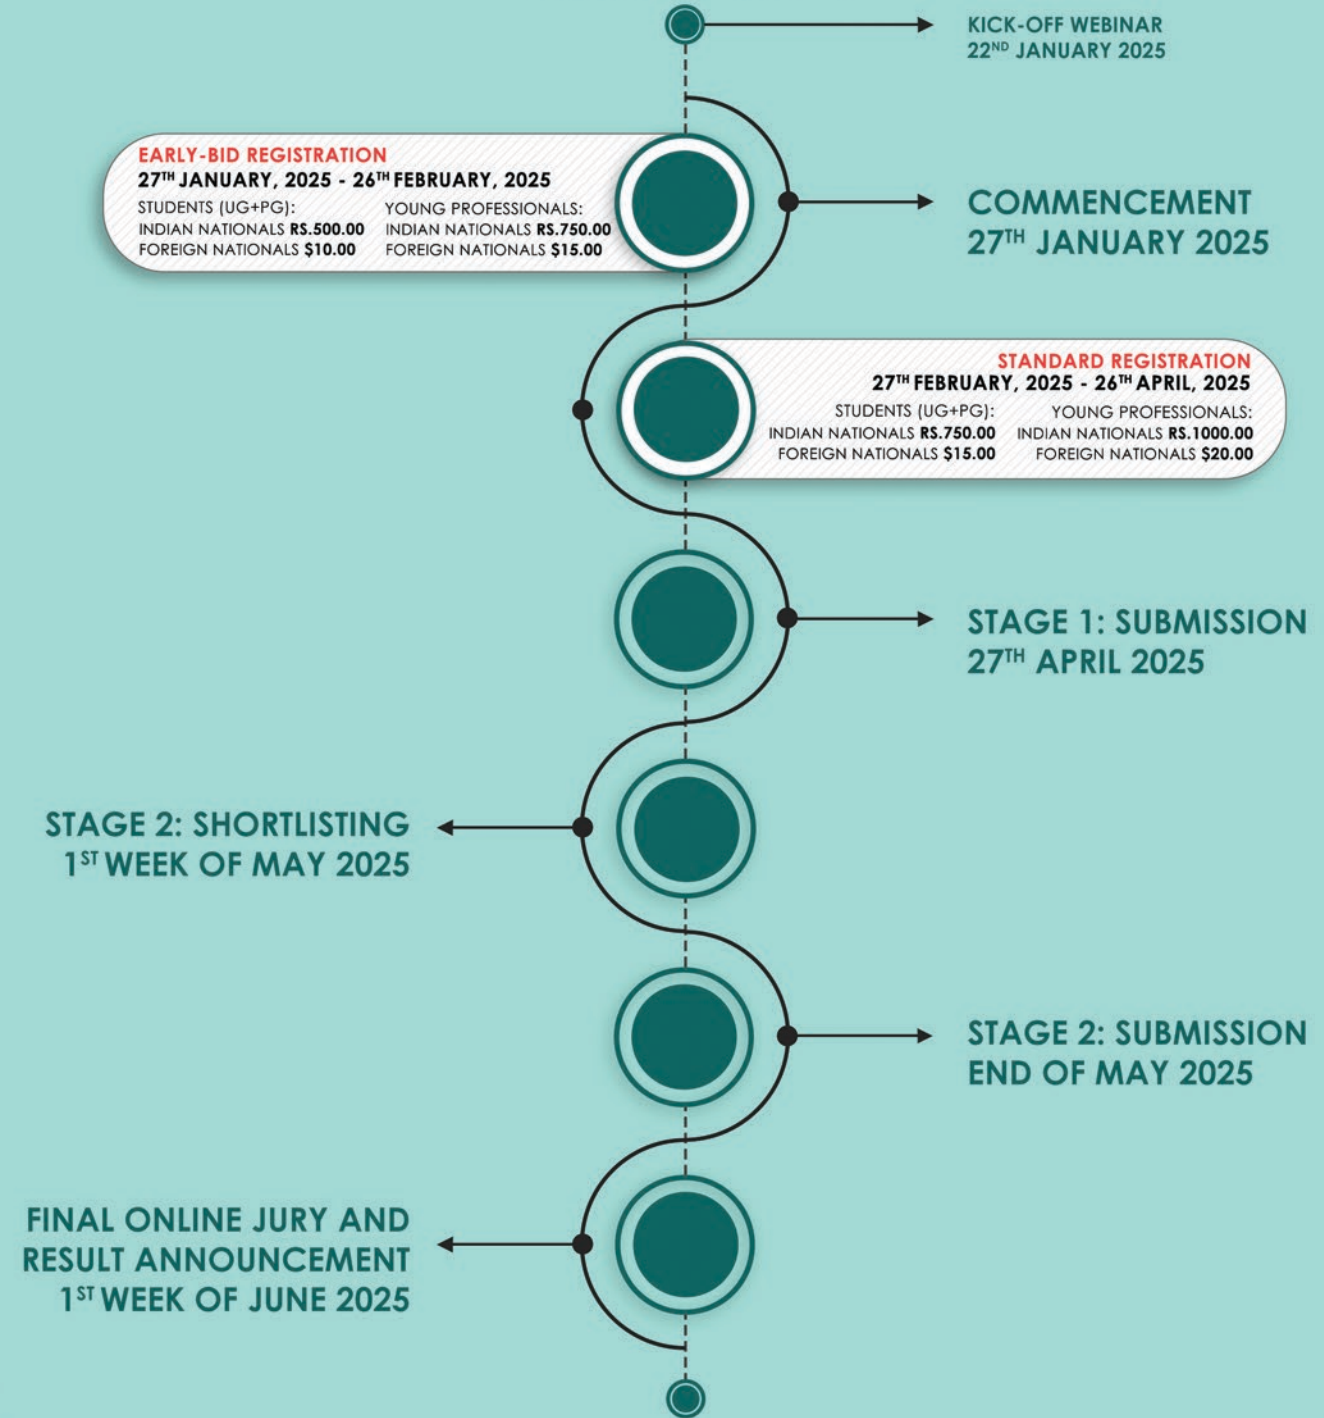 KICK-OFF WEBINAR
22ND JANUARY 2025
EARLY-BID REGISTRATION
27TH JANUARY, 2025 - 26TH FEBRUARY, 2025
STUDENTS (UG+PG):
INDIAN NATIONALS RS.500.00
FOREIGN NATIONALS $10.00
YOUNG PROFESSIONALS:
INDIAN NATIONALS RS.750.00
FOREIGN NATIONALS $15.00
COMMENCEMENT
27TH JANUARY 2025
STANDARD REGISTRATION
27TH FEBRUARY, 2025 - 26TH APRIL, 2025
STUDENTS (UG+PG):
INDIAN NATIONALS RS.750.00
FOREIGN NATIONALS $15.00
YOUNG PROFESSIONALS:
INDIAN NATIONALS RS.1000.00
FOREIGN NATIONALS $20.00
STAGE 1: SUBMISSION
27TH APRIL 2025
STAGE 2: SHORTLISTING
1ST WEEK OF MAY 2025
STAGE 2: SUBMISSION
END OF MAY 2025
FINAL ONLINE JURY AND
RESULT ANNOUNCEMENT
1ST WEEK OF JUNE 2025